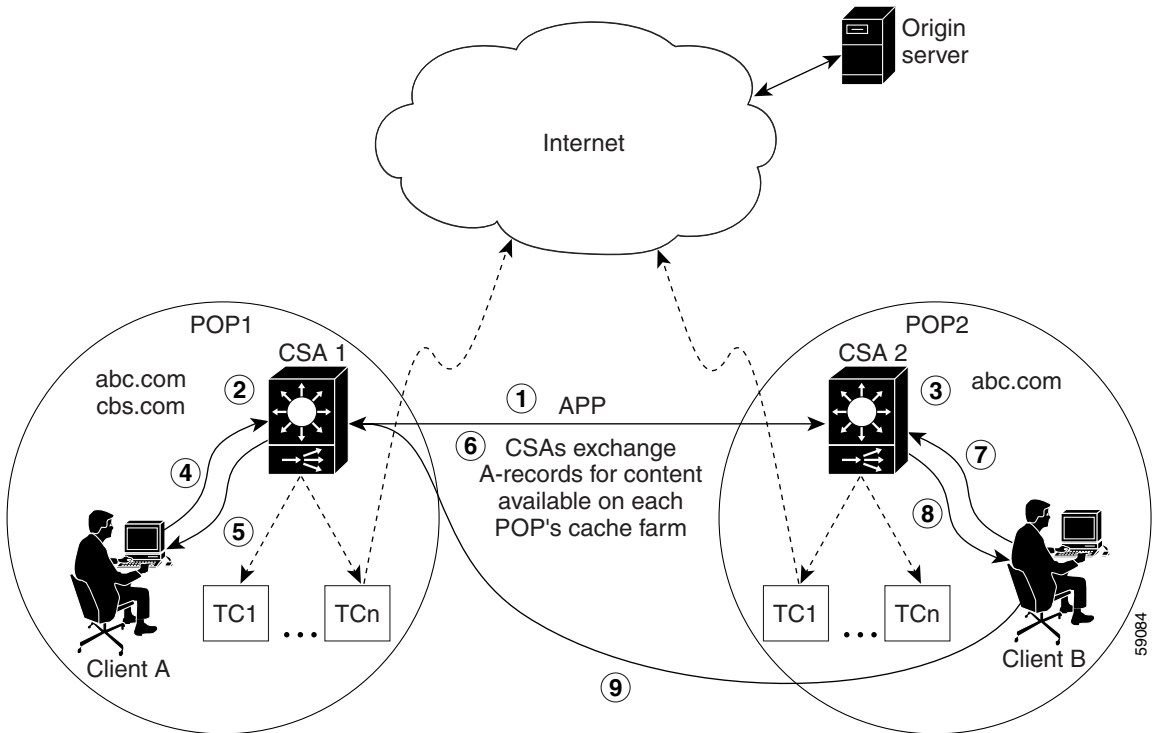 Origin
server
Internet
POP1
POP2
CSA 1
CSA 2
abc.com
cbs.com
2
1
APP
3
abc.com
6
CSAs exchange
A-records for content
available on each
POP's cache farm
4
5
7
8
TC1
...
TCn
TC1
...
TCn
Client A
Client B
9
59084